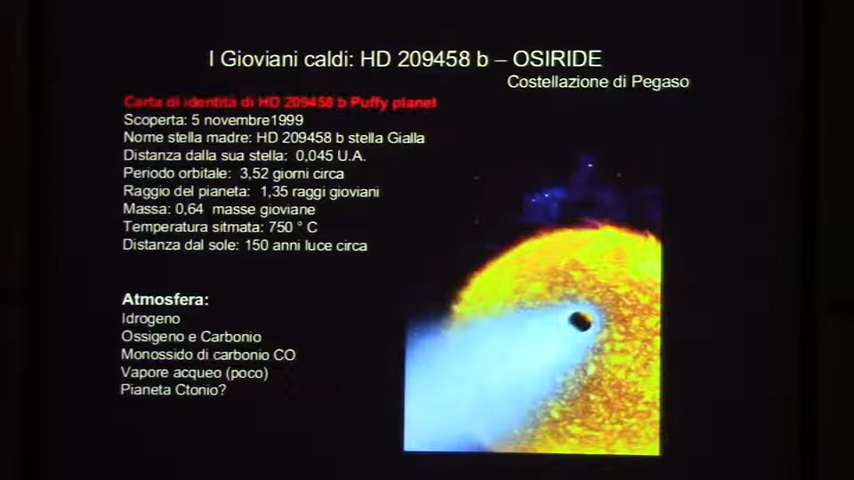 I Gioviani caldi: HD 209458 b – OSIRIDE
Costellazione di Pegaso
Carta di identità di HD 209458 b Puffy planet
Scoperta: 5 novembre1999
Nome stella madre: HD 209458 b stella Gialla
Distanza dalla sua stella: 0,045 U.A.
Periodo orbitale: 3,52 giorni circa
Raggio del pianeta: 1,35 raggi gioviani
Massa: 0,64 masse gioviane
Temperatura sitmata: 750 ° C
Distanza dal sole: 150 anni luce circa
Atmosfera:
Idrogeno
Ossigeno e Carbonio
Monossido di carbonio CO
Vapore acqueo (poco)
Pianeta Ctonio?